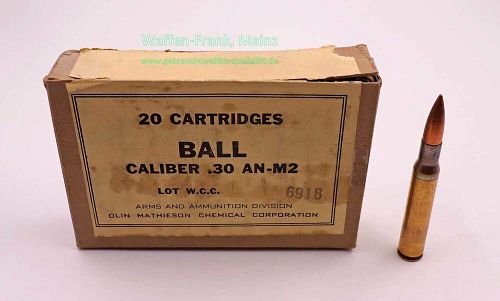 Waffen-Frank, Mainz
www.gebrauchtwaffen-spezialist.de
20 CARTRIDGES
BALL
CALIBER .30 AN-M2
LOT W.C.C. 6918
ARMS AND AMMUNITION DIVISION
OLIN MATHIESON CHEMICAL CORPORATION